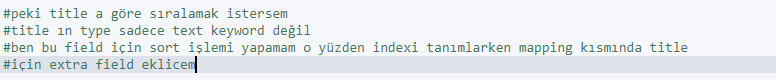 #peki title a göre sıralamak istersem
#title ın type sadece text keyword değil
#ben bu field için sort işlemi yapamam o yüzden indexi tanımlarken mapping kısmında title
#için extra field eklicem